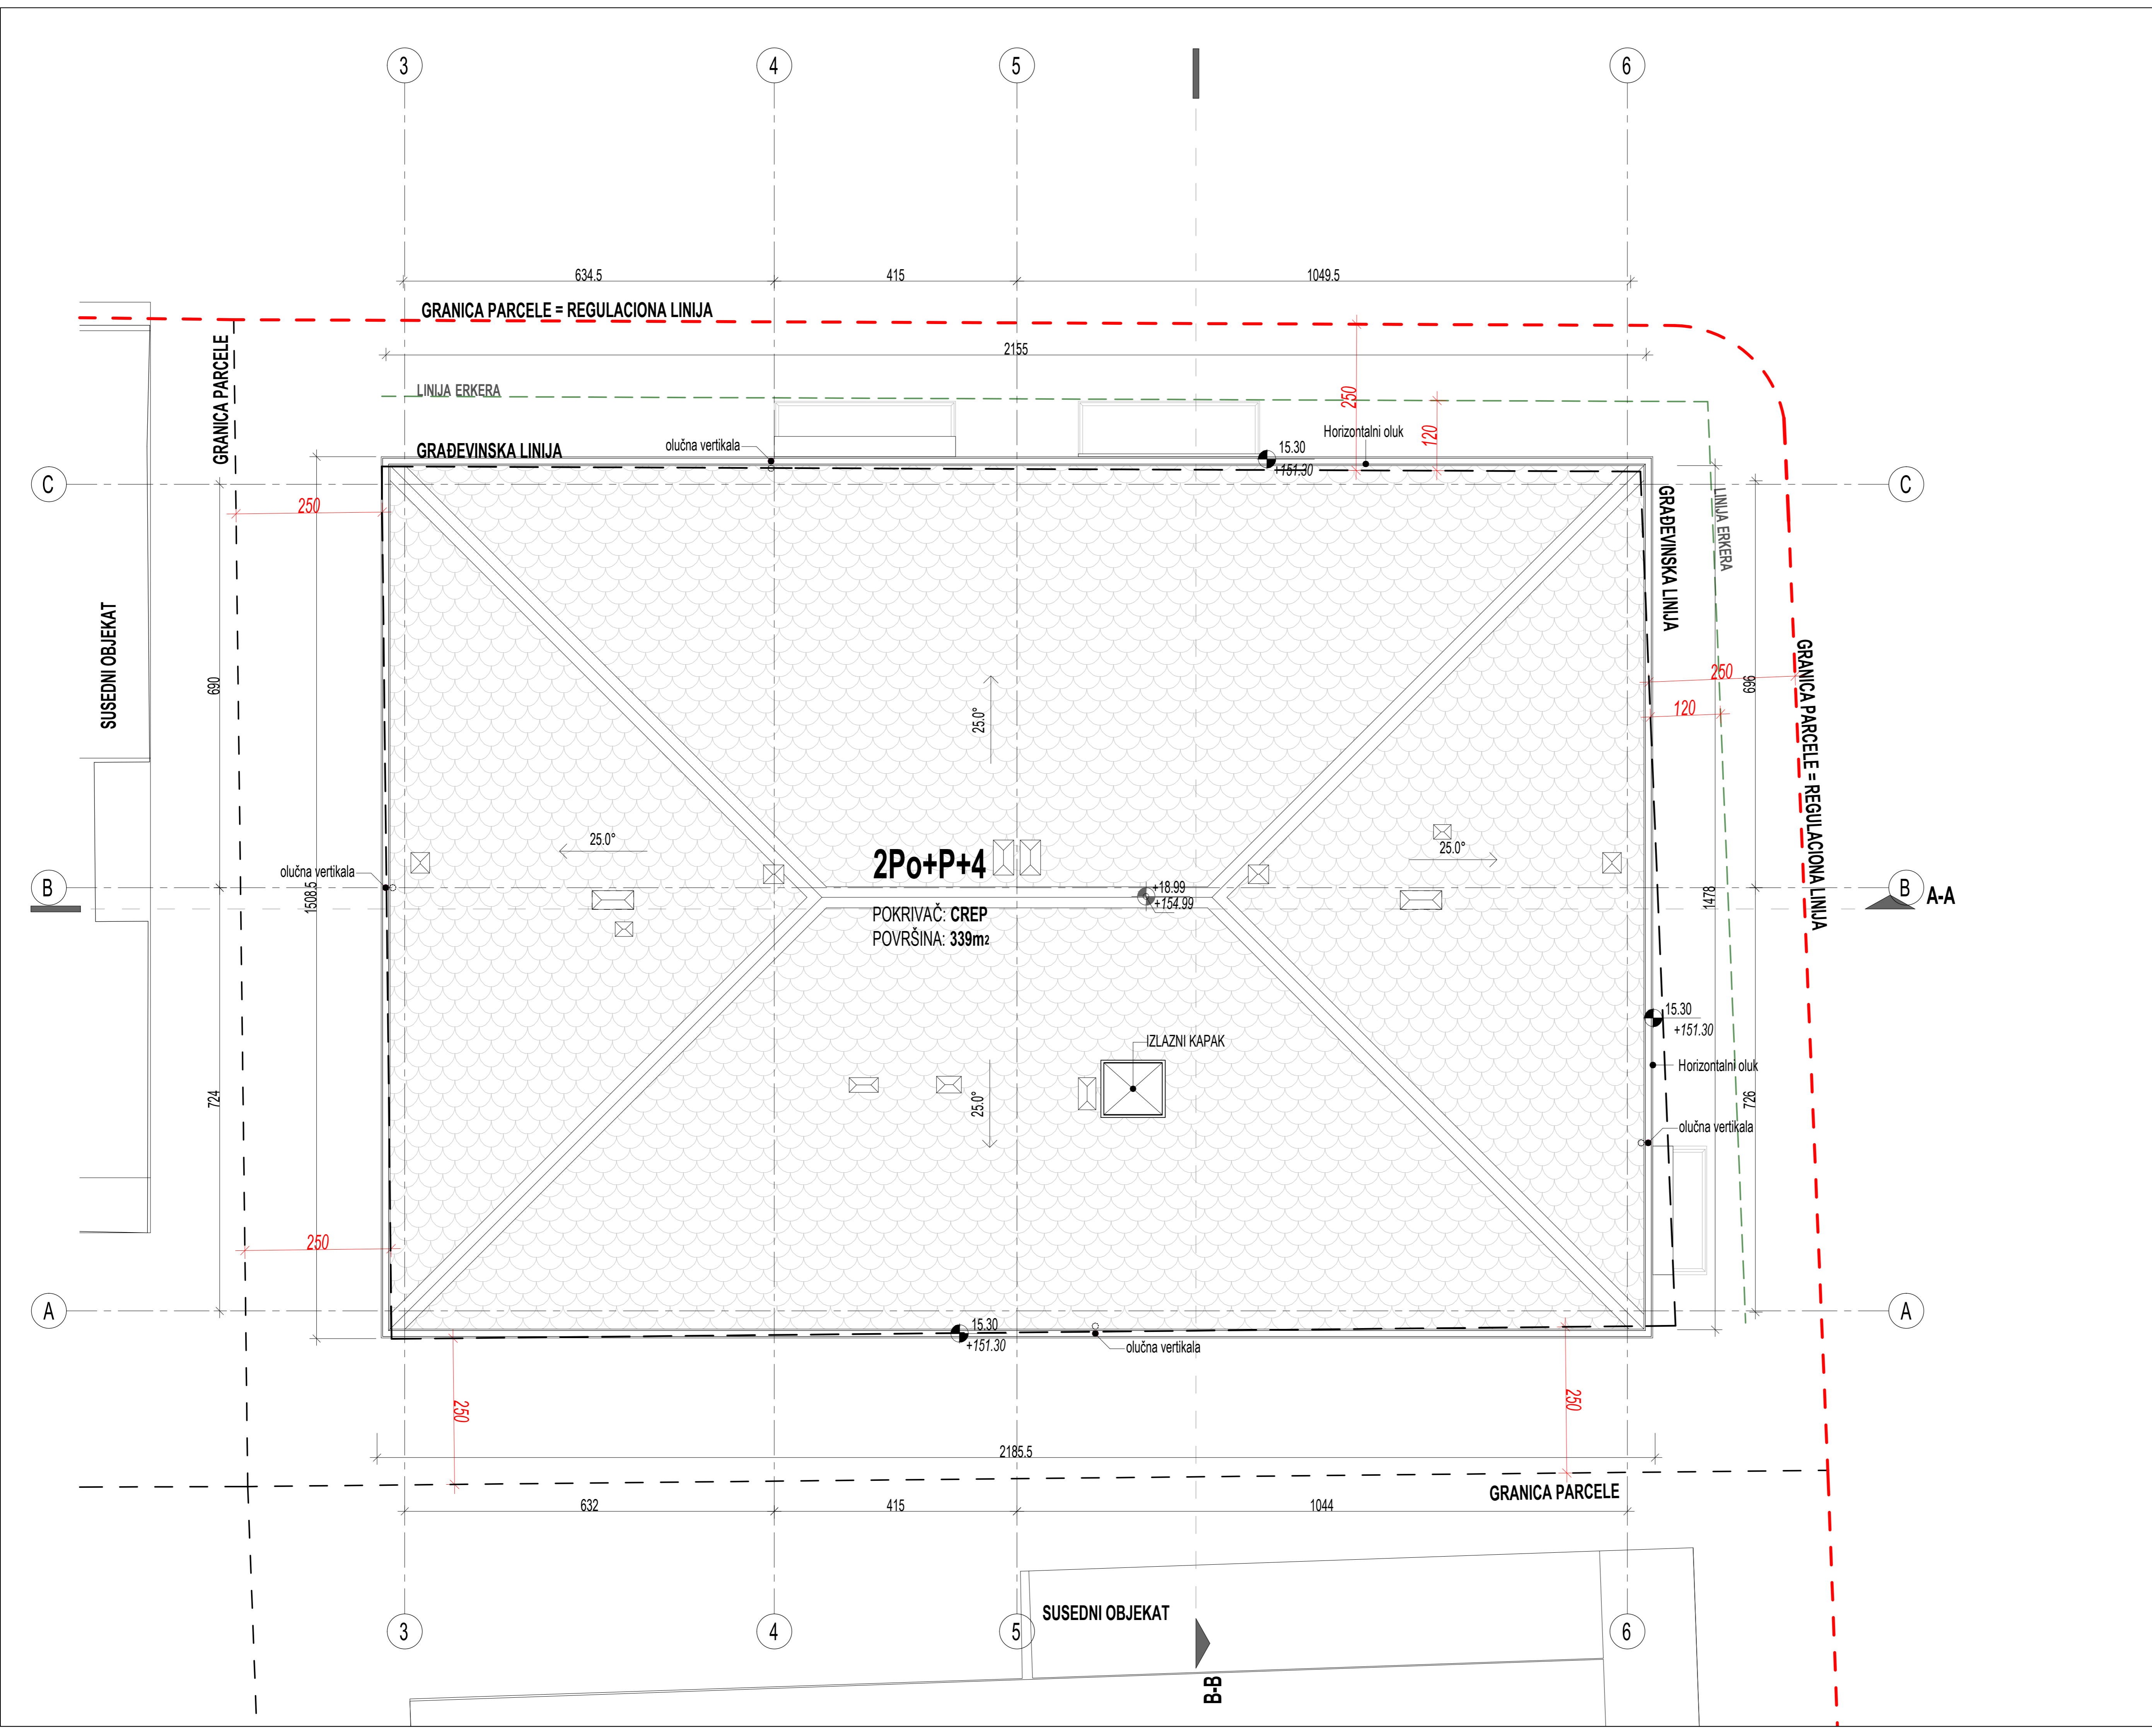 3
4
5
6
634.5
415
1049.5
GRANICA PARCELE = REGULACIONA LINIJA
2155
GRANICA PARCELE
LINIJA ERKERA
250
120
GRAĐEVINSKA LINIJA
olučna vertikala
Horizontalni oluk
15.30
+151.30
C
C
250
GRAĐEVINSKA LINIJA
LINIJA ERKERA
SUSEDNI OBJEKAT
690
250
696
120
GRANICA PARCELE = REGULACIONA LINIJA
25.0°
25.0°
25.0°
2Po+P+4
olučna vertikala
B
1508.5
+18.99
+154.99
1478
B
A-A
POKRIVAČ: CREP
POVRŠINA: 339m2
15.30
+151.30
IZLAZNI KAPAK
Horizontalni oluk
724
25.0°
726
olučna vertikala
250
A
A
15.30
+151.30
olučna vertikala
250
250
2185.5
GRANICA PARCELE
632
415
1044
SUSEDNI OBJEKAT
3
4
5
6
B-B